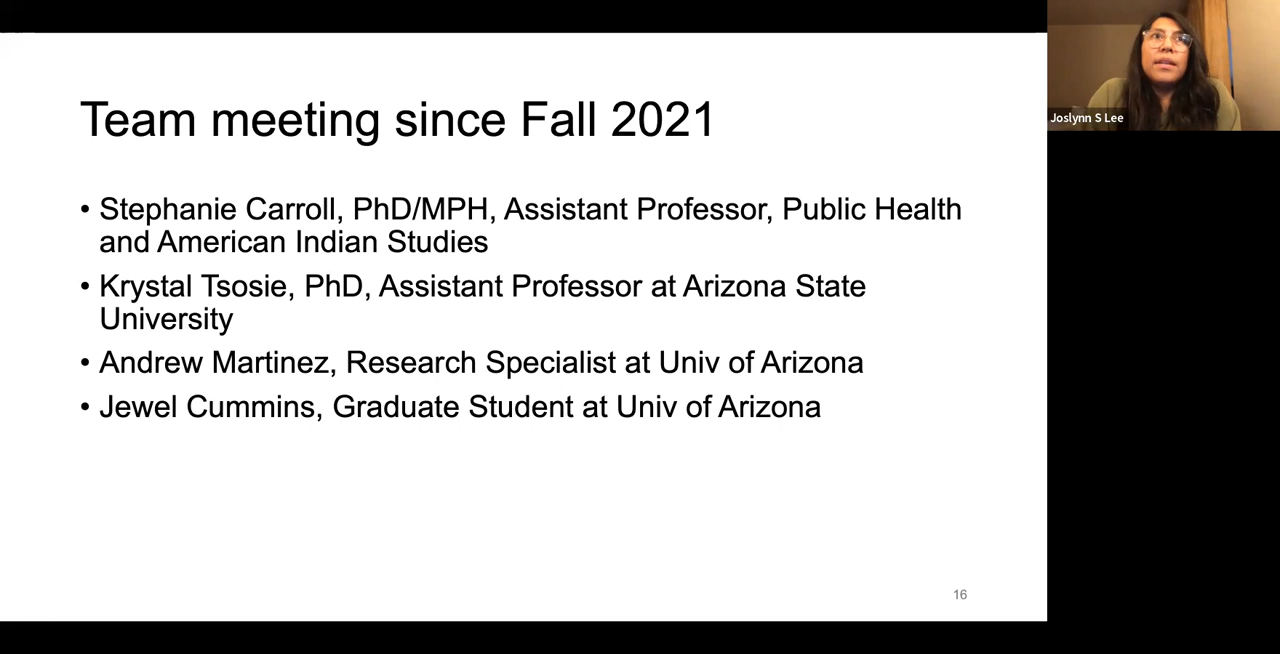 Team meeting since Fall 2021
• Stephanie Carroll, PhD/MPH, Assistant Professor, Public Health
and American Indian Studies
• Krystal Tsosie, PhD, Assistant Professor at Arizona State
University
• Andrew Martinez, Research Specialist at Univ of Arizona
• Jewel Cummins, Graduate Student at Univ of Arizona
16
Joslynn S Lee